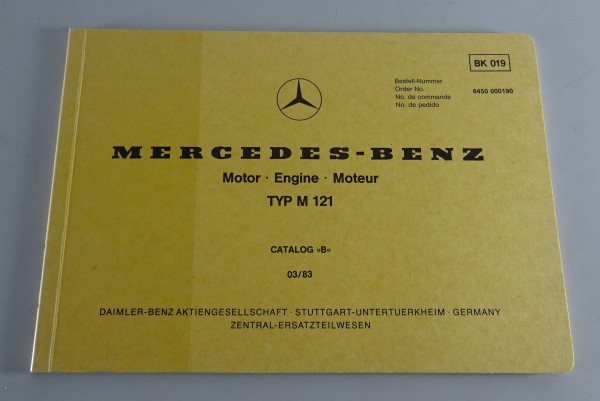 BK 019
Bestell-Nummer
Order No.
No. de commande 6450 000190
No. de pedido
MERCEDES-BENZ
Motor · Engine · Moteur
TYP M 121
CATALOG »B«
03/83
DAIMLER-BENZ AKTIENGESELLSCHAFT · STUTTGART-UNTERTUERKHEIM · GERMANY
ZENTRAL-ERSATZTEILWESEN